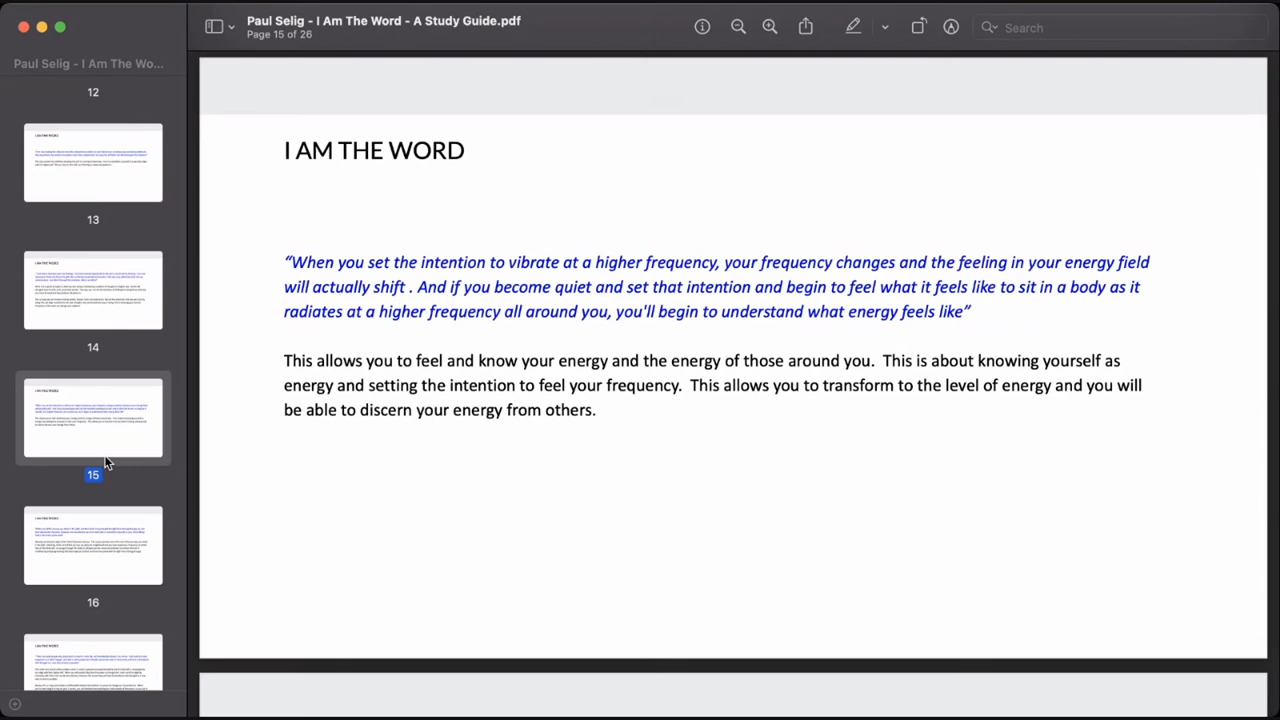 Paul Selig - I Am The Word - A Study Guide.pdf
Page 15 of 26
Search
Paul Selig - I Am The Wo...
12
13
14
15
16
I AM THE WORD
“When you set the intention to vibrate at a higher frequency, your frequency changes and the feeling in your energy field
will actually shift . And if you become quiet and set that intention and begin to feel what it feels like to sit in a body as it
radiates at a higher frequency all around you, you'll begin to understand what energy feels like”
This allows you to feel and know your energy and the energy of those around you. This is about knowing yourself as
energy and setting the intention to feel your frequency. This allows you to transform to the level of energy and you will
be able to discern your energy from others.